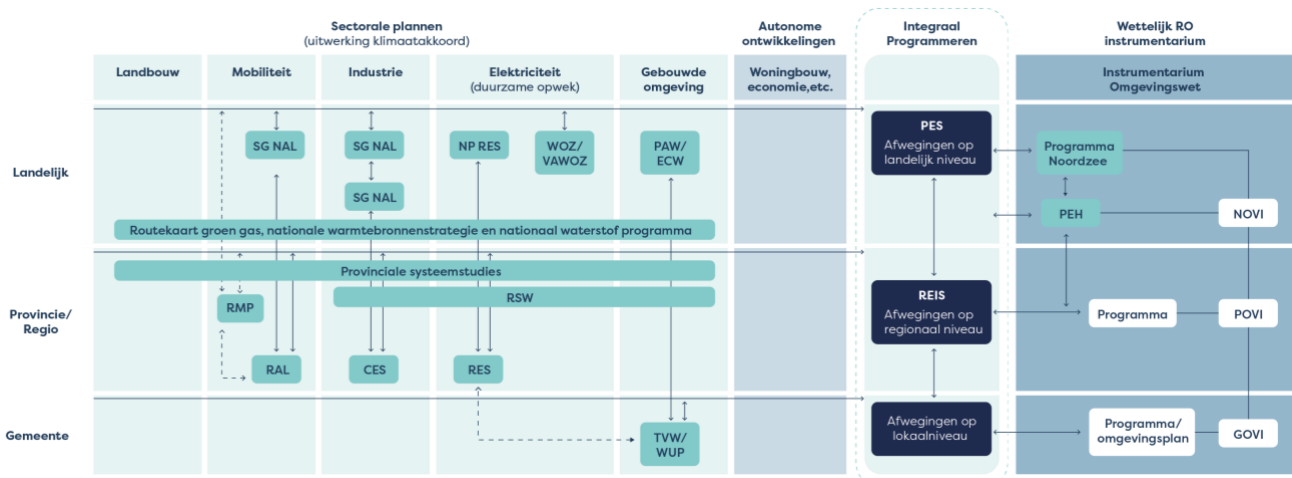 Sectorale plannen
(uitwerking klimaatakkoord)
Autonome
ontwikkelingen
Integraal
Programmeren
Wettelijk RO
instrumentarium
Landbouw
Mobiliteit
Industrie
Elektriciteit
(duurzame opwek)
Gebouwde
omgeving
Woningbouw,
economie,etc.
Instrumentarium
Omgevingswet
Landelijk
SG NAL
SG NAL
NP RES
WOZ/
VAWOZ
PAW/
ECW
PES
Afwegingen op
landelijk niveau
Programma
Noordzee
SG NAL
PEH
NOVI
Routekaart groen gas, nationale warmtebronnenstrategie en nationaal waterstof programma
Provincie/
Regio
Provinciale systeemstudies
RSW
RMP
REIS
Afwegingen op
regionaal niveau
Programma
POVI
RAL
CES
RES
Gemeente
TVW/
WUP
Afwegingen op
lokaalniveau
Programma/
omgevingsplan
GOVI